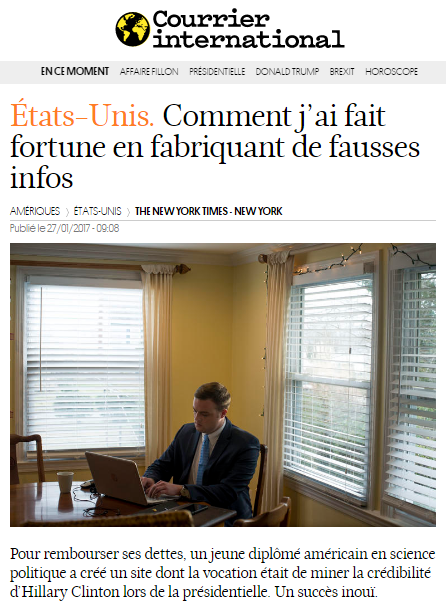 Courrier
international
EN CE MOMENT AFFAIRE FILLON PRÉSIDENTIELLE DONALD TRUMP BREXIT HOROSCOPE
États-Unis. Comment j'ai fait
fortune en fabriquant de fausses
infos
AMÉRIQUES > ÉTATS-UNIS > THE NEW YORK TIMES - NEW YORK
Publié le 27/01/2017 - 09:08
Pour rembourser ses dettes, un jeune diplômé américain en science
politique a créé un site dont la vocation était de miner la crédibilité
d'Hillary Clinton lors de la présidentielle. Un succès inouï.